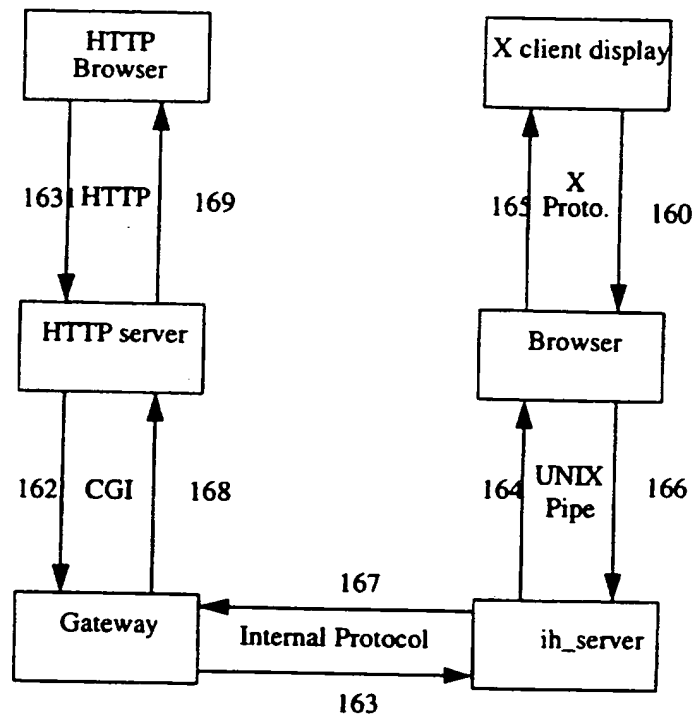 HTTP
Browser
X client display
1631 HTTP 169
165 X
Proto. 160
HTTP server
Browser
162 CGI 168
164 UNIX
Pipe 166
167
Gateway
Internal Protocol
ih_server
163